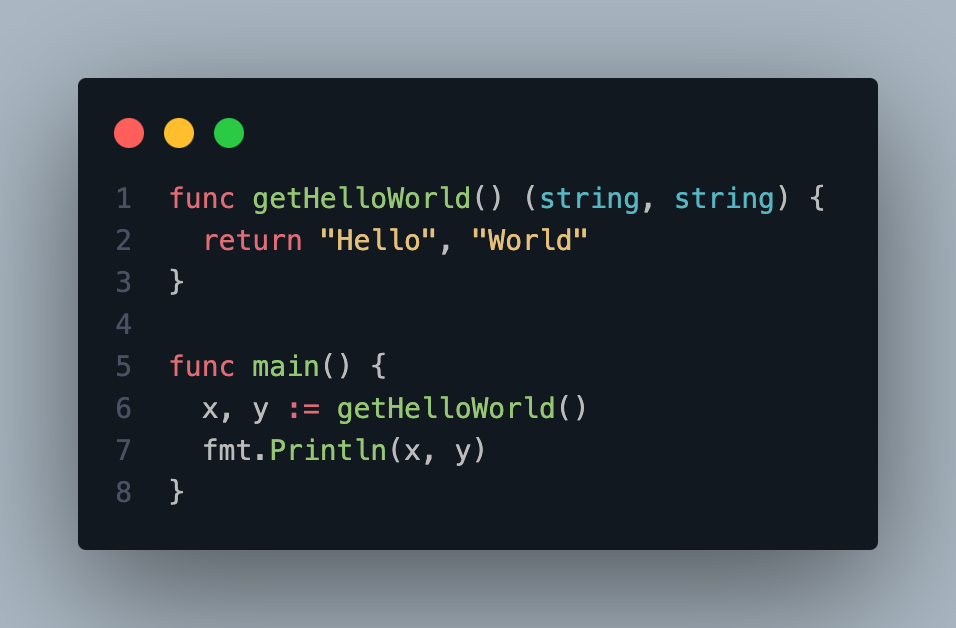 1 func getHelloWorld() (string, string) {
2   return "Hello", "World"
3 }
4
5 func main() {
6   x, y := getHelloWorld()
7   fmt.Println(x, y)
8 }